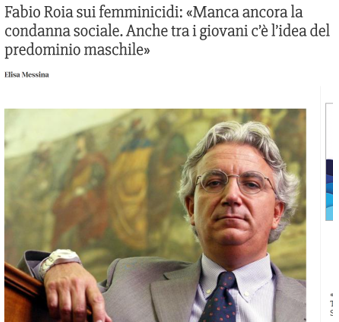 Fabio Roia sui femminicidi: «Manca ancora la
condanna sociale. Anche tra i giovani c'è l'idea del
predominio maschile»
Elisa Messina